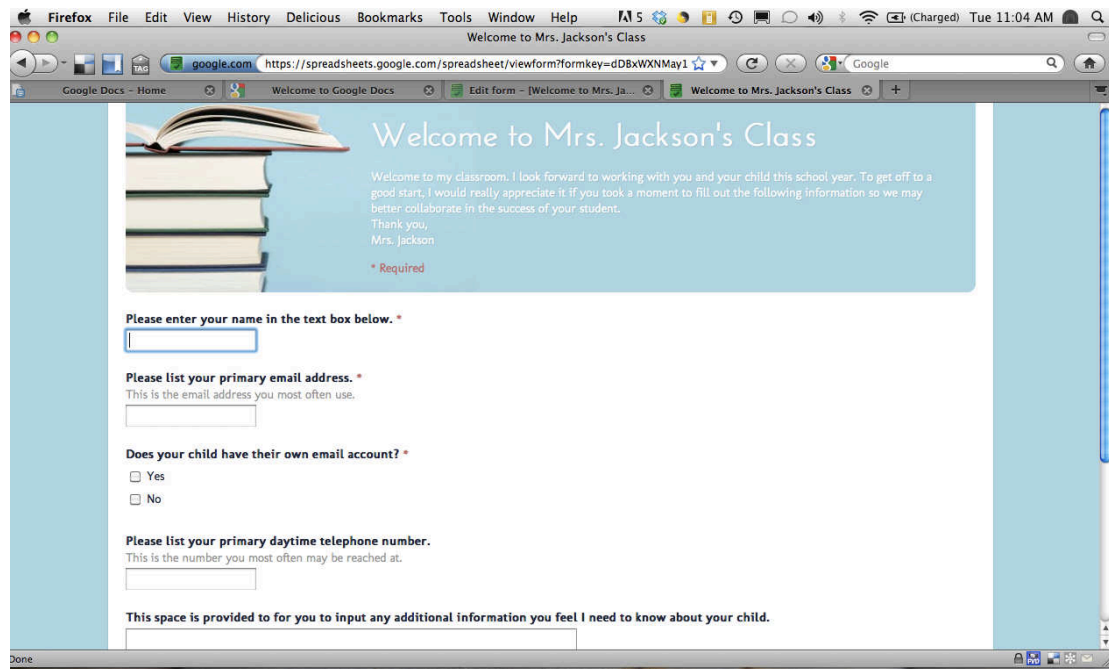 Firefox File Edit View History Delicious Bookmarks Tools Window Help 5 (Charged) Tue 11:04 AM
Welcome to Mrs. Jackson's Class
TAG google.com https://spreadsheets.google.com/spreadsheet/viewform?formkey=dDBxWXNMay1 Google
Google Docs - Home Welcome to Google Docs Edit form - [Welcome to Mrs. Ja... Welcome to Mrs. Jackson's Class +
Welcome to Mrs. Jackson's Class
Welcome to my classroom. I look forward to working with you and your child this school year. To get off to a
good start, I would really appreciate it if you took a moment to fill out the following information so we may
better collaborate in the success of your student.
Thank you,
Mrs. Jackson
* Required
Please enter your name in the text box below. *
Please list your primary email address. *
This is the email address you most often use.
Does your child have their own email account? *
Yes
No
Please list your primary daytime telephone number.
This is the number you most often may be reached at.
This space is provided to for you to input any additional information you feel I need to know about your child.
Done